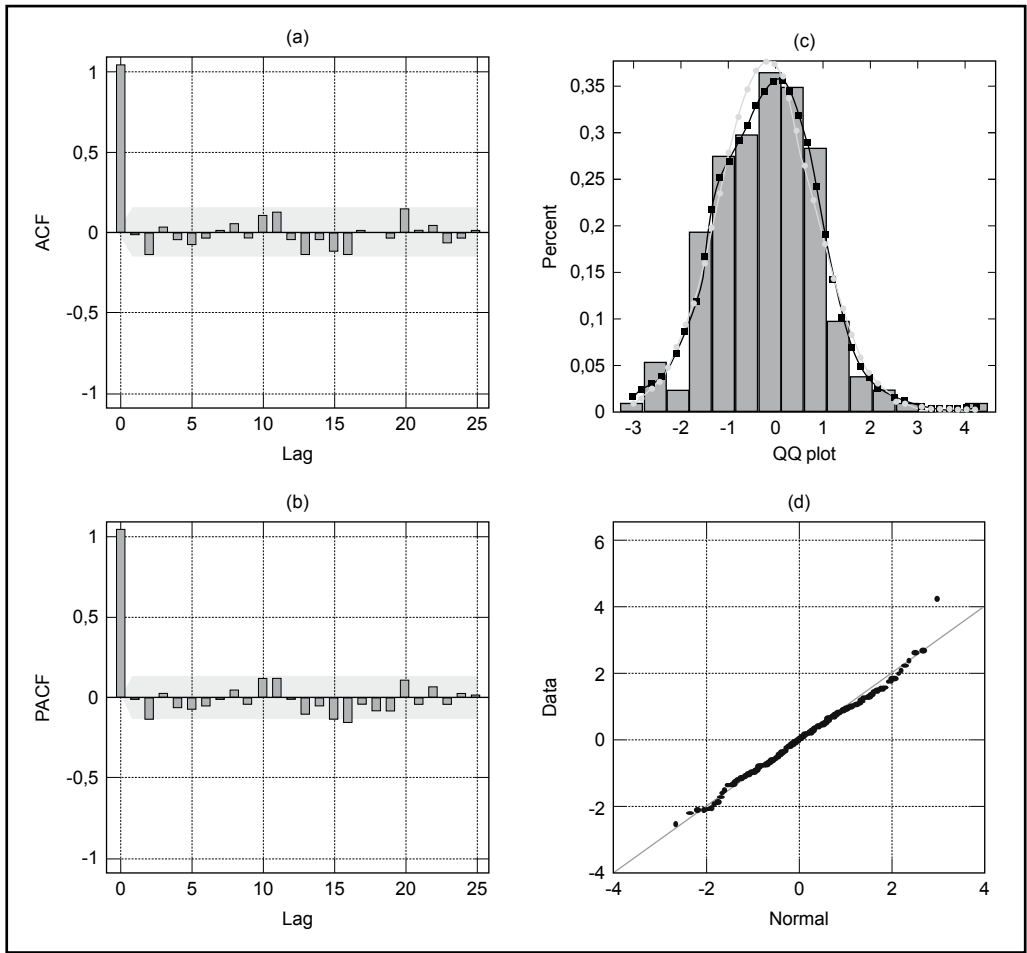 (a)
1
0,5
0
-0,5
-1
ACF
0 5 10 15 20 25
Lag
(c)
0,35
0,3
0,25
0,2
0,15
0,1
0,05
0
Percent
-3 -2 -1 0 1 2 3 4
QQ plot
(b)
1
0,5
0
-0,5
-1
PACF
0 5 10 15 20 25
Lag
(d)
6
4
2
0
-2
-4
Data
-4 -2 0 2 4
Normal